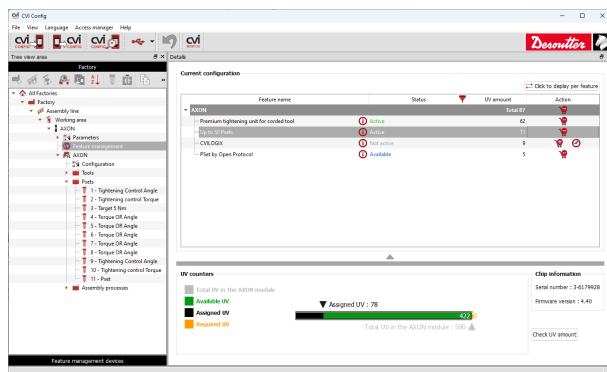 CVI Config
File View Language Access manager Help
CVI CONFIG CVI CONFIG CVI CONFIG CVI MONITOR
Desoutter
Tree view area
Details
Factory
All Factories
Factory
Assembly line
Working area
AXON
Parameters
Feature management
AXON
Configuration
Tools
Psets
1 - Tightening Control Angle
2 - Tightening control Torque
3 - Target 5 Nm
4 - Torque OR Angle
5 - Torque OR Angle
6 - Torque OR Angle
7 - Torque OR Angle
8 - Torque OR Angle
9 - Tightening Control Angle
10 - Tightening control Torque
11 - Pset
Assembly processes
Feature management devices
Current configuration
Click to display per feature
Feature name Status UV amount Action
AXON Total 87
Premium tightening unit for corded tool Active 62
Up to 50 Psets Active 11
CVILOGIX Not active 9
PSet by Open Protocol Available 5
UV counters
Total UV in the AXON module
Available UV
Assigned UV
Required UV
Assigned UV : 78
422
Total UV in the AXON module : 500
Chip information
Serial number : 3-6179928
Firmware version : 4.40
Check UV amount